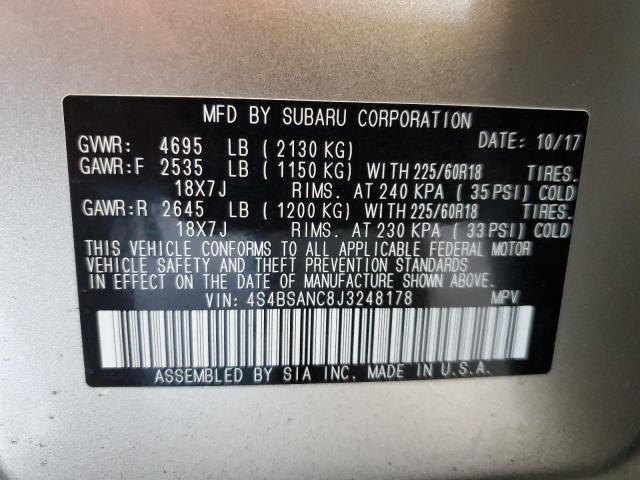 MFD BY SUBARU CORPORATION
GVWR: 4695 LB ( 2130 KG) DATE: 10/17
GAWR:F 2535 LB ( 1150 KG) WITH 225/60R18 TIRES.
18X7J RIMS. AT 240 KPA ( 35 PSI) COLD
GAWR:R 2645 LB ( 1200 KG) WITH 225/60R18 TIRES.
18X7J RIMS. AT 230 KPA ( 33 PSI) COLD
THIS VEHICLE CONFORMS TO ALL APPLICABLE FEDERAL MOTOR
VEHICLE SAFETY AND THEFT PREVENTION STANDARDS
IN EFFECT ON THE DATE OF MANUFACTURE SHOWN ABOVE.
VIN: 4S4BSANC8J3248178 MPV
ASSEMBLED BY SIA INC. MADE IN U.S.A.